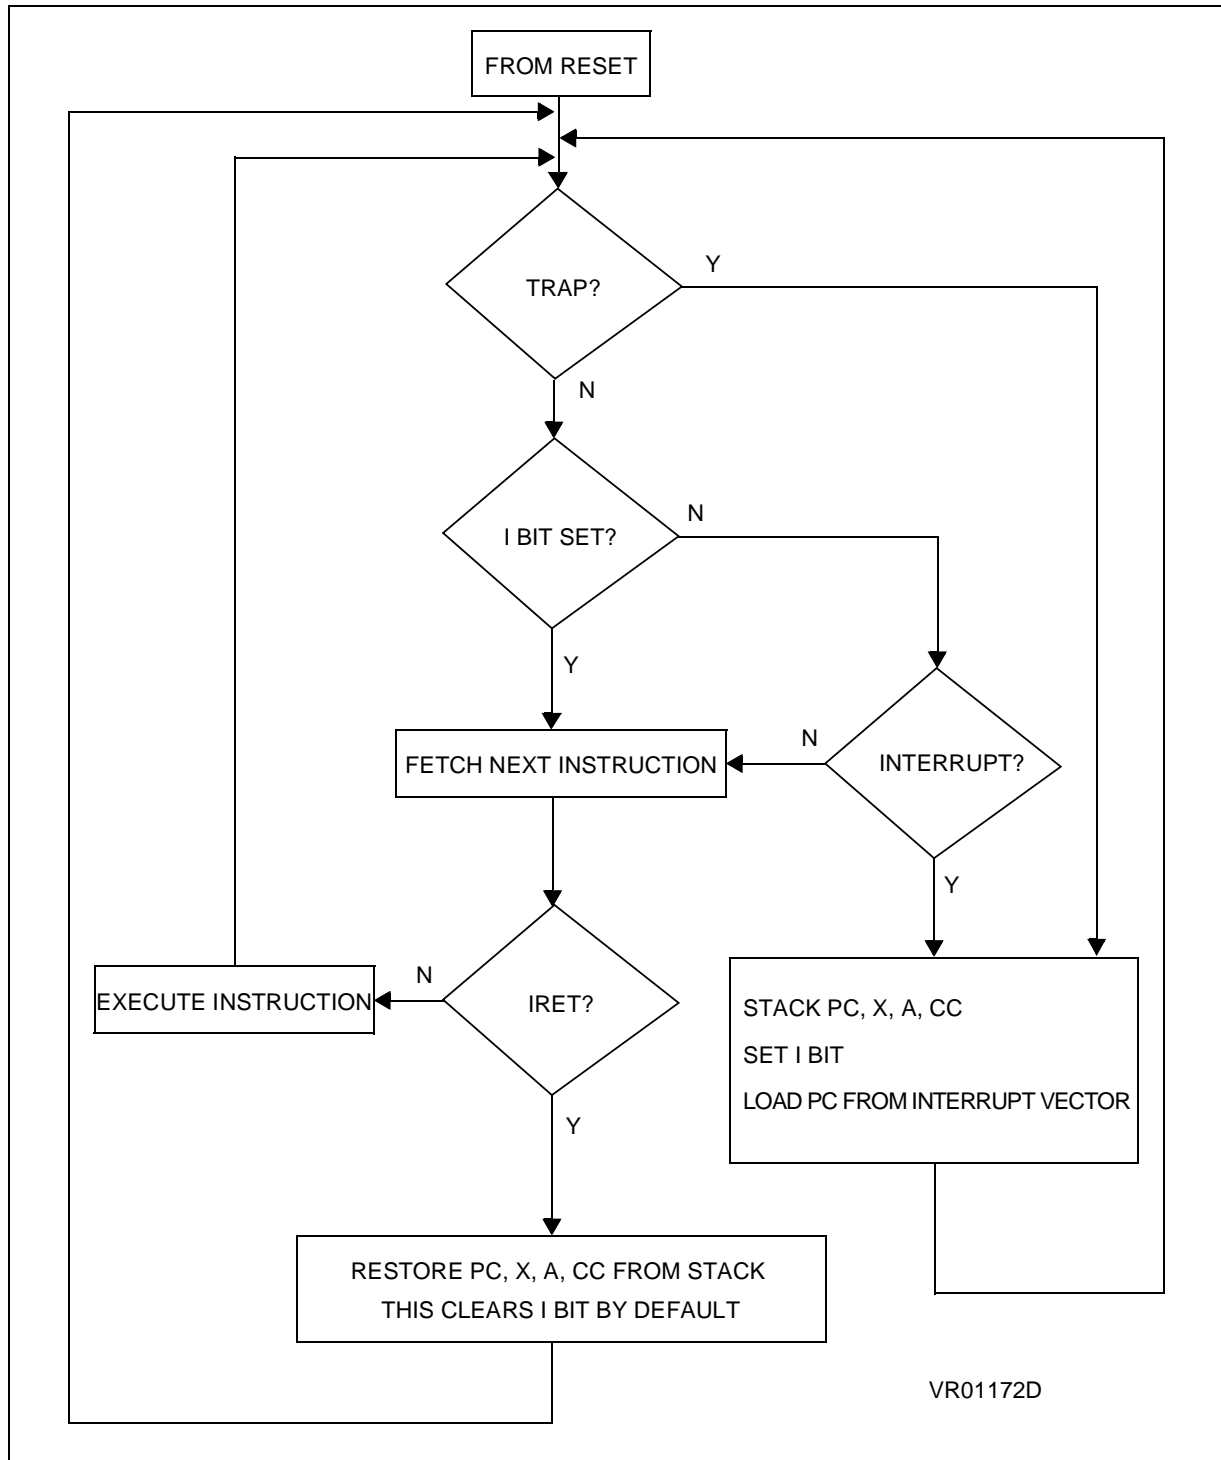 FROM RESET
TRAP?
Y
N
I BIT SET?
N
Y
FETCH NEXT INSTRUCTION
N
INTERRUPT?
Y
EXECUTE INSTRUCTION
N
IRET?
Y
STACK PC, X, A, CC
SET I BIT
LOAD PC FROM INTERRUPT VECTOR
RESTORE PC, X, A, CC FROM STACK
THIS CLEARS I BIT BY DEFAULT
VR01172D